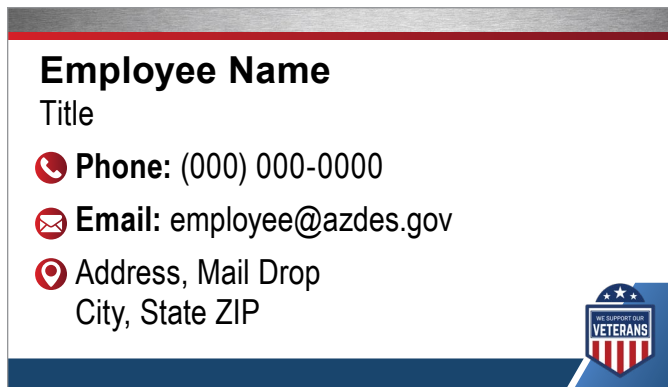 Employee Name
Title
Phone: (000) 000-0000
Email: employee@azdes.gov
Address, Mail Drop
City, State ZIP
WE SUPPORT OUR
VETERANS